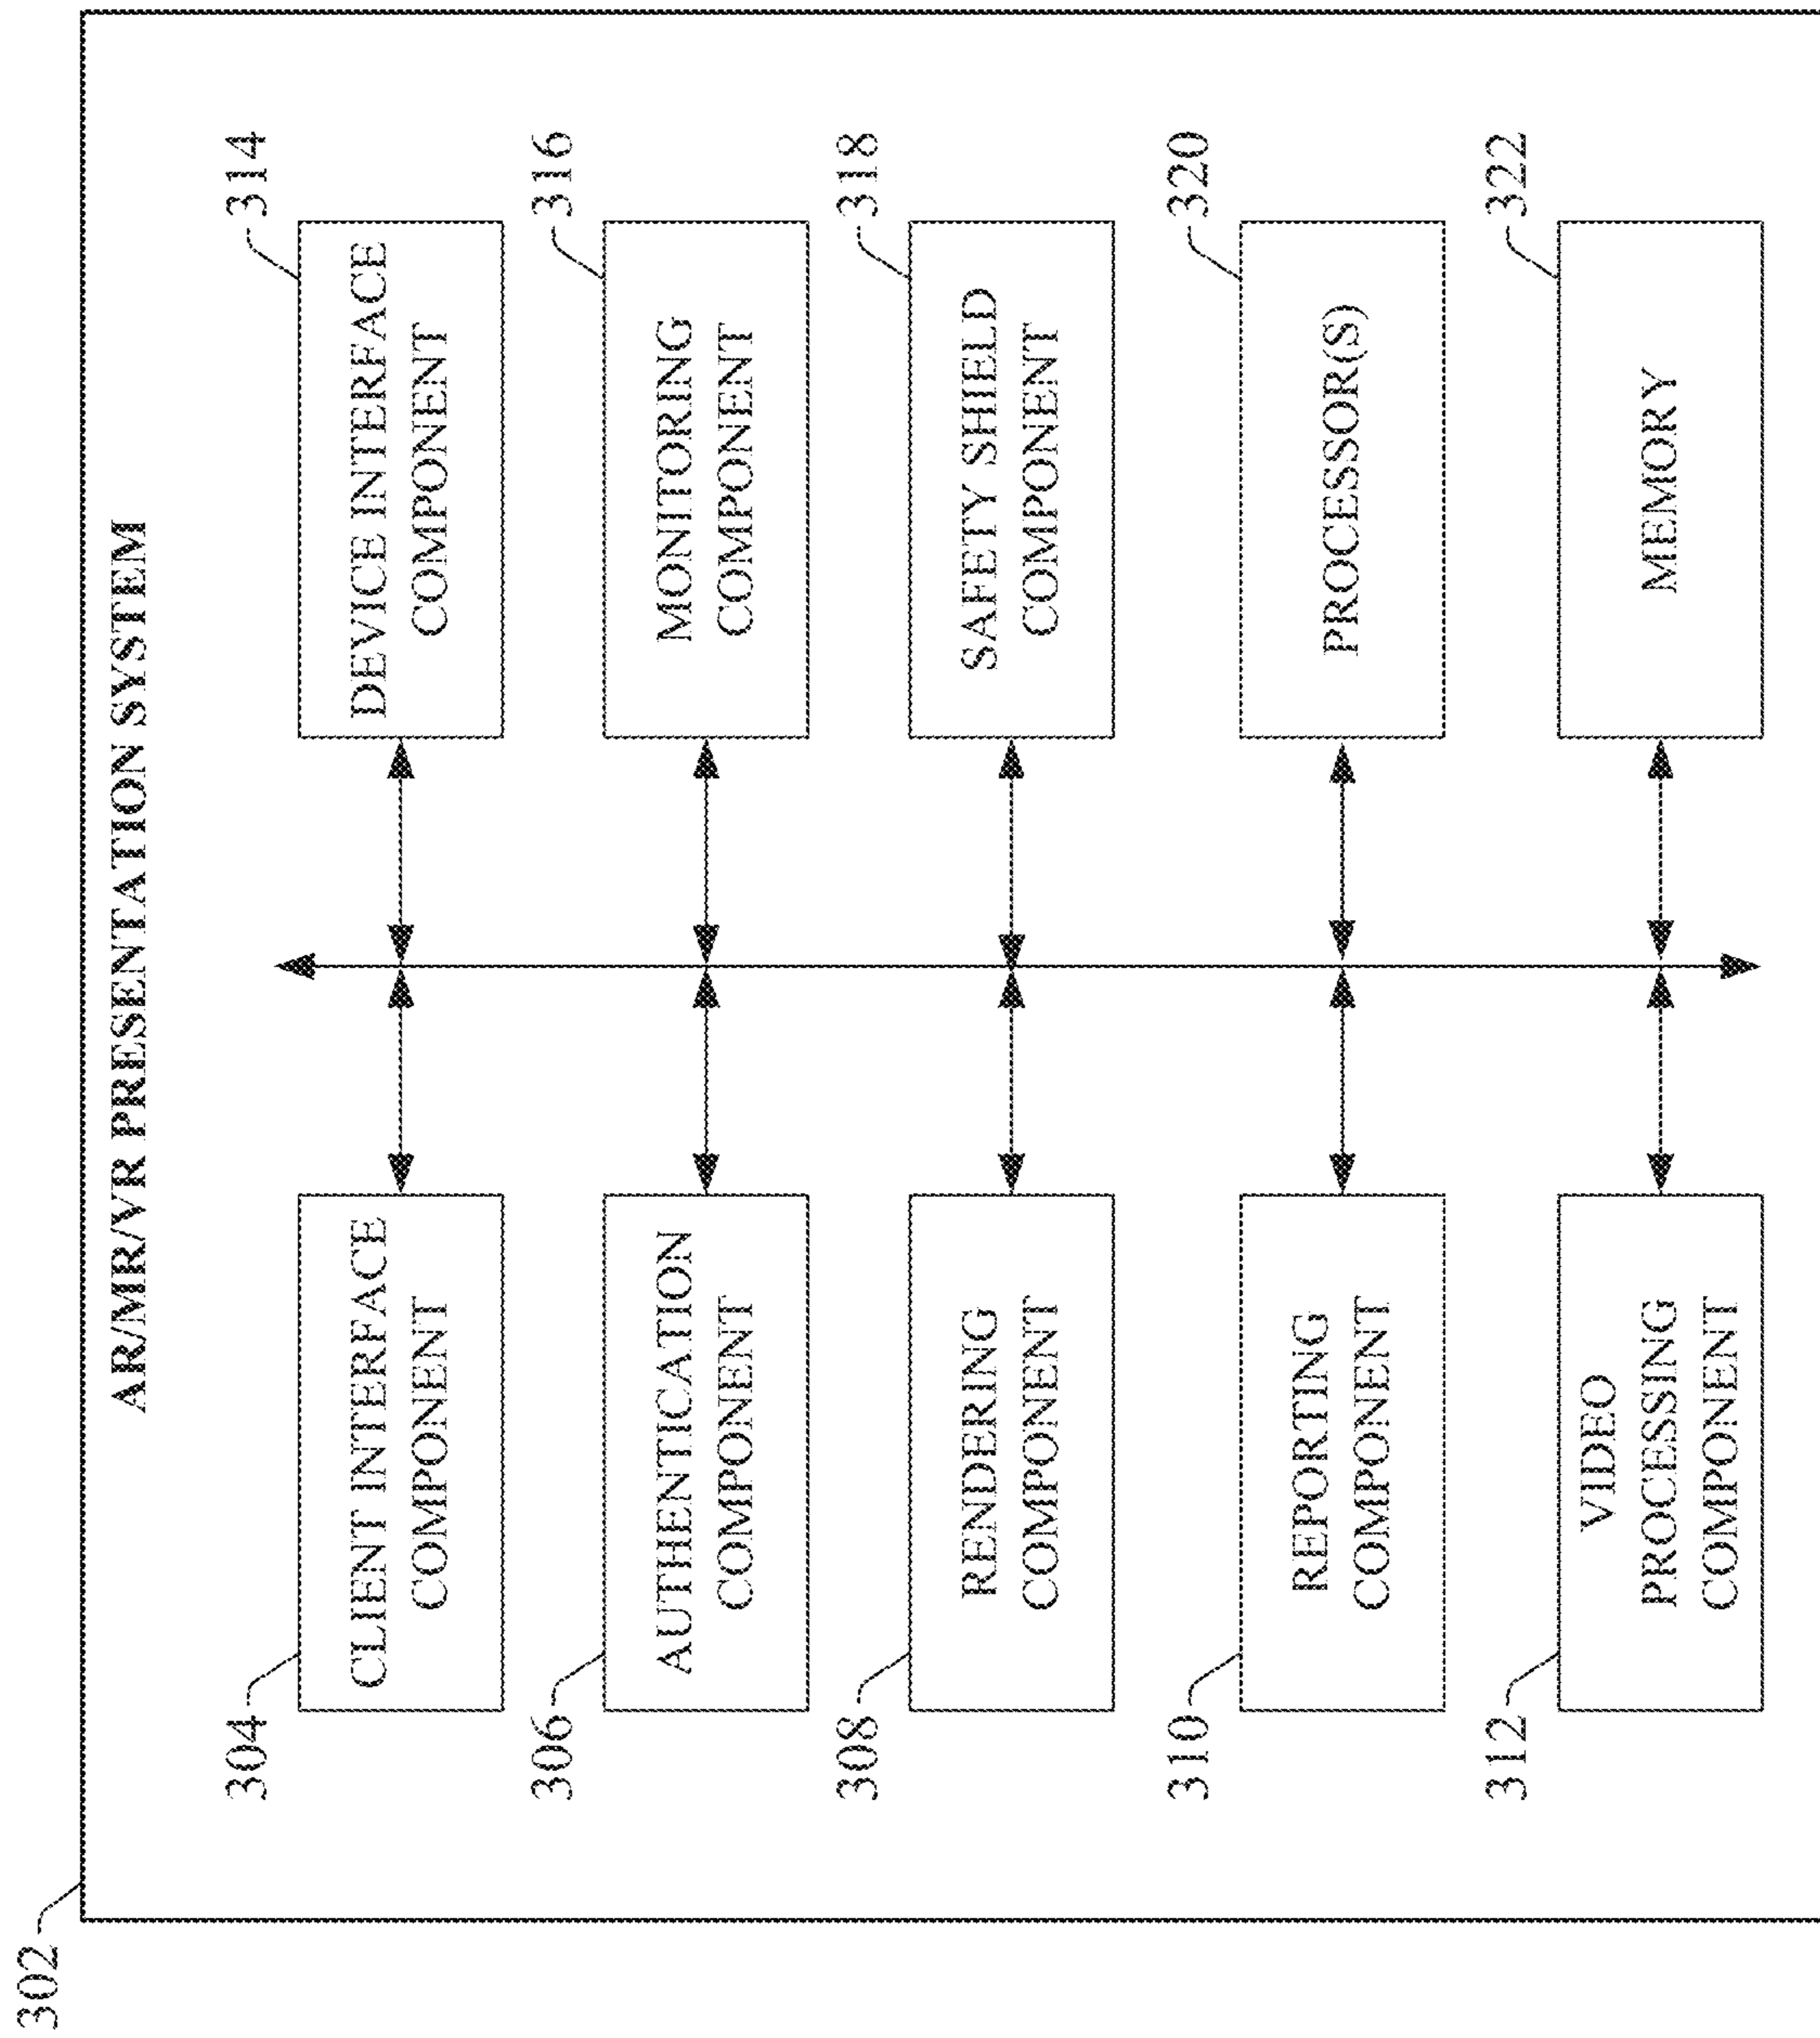 302
AR/MR/VR PRESENTATION SYSTEM
304
CLIENT INTERFACE
COMPONENT
314
DEVICE INTERFACE
COMPONENT
306
AUTHENTICATION
COMPONENT
316
MONITORING
COMPONENT
308
RENDERING
COMPONENT
318
SAFETY SHIELD
COMPONENT
310
REPORTING
COMPONENT
320
PROCESSOR(S)
312
VIDEO
PROCESSING
COMPONENT
322
MEMORY